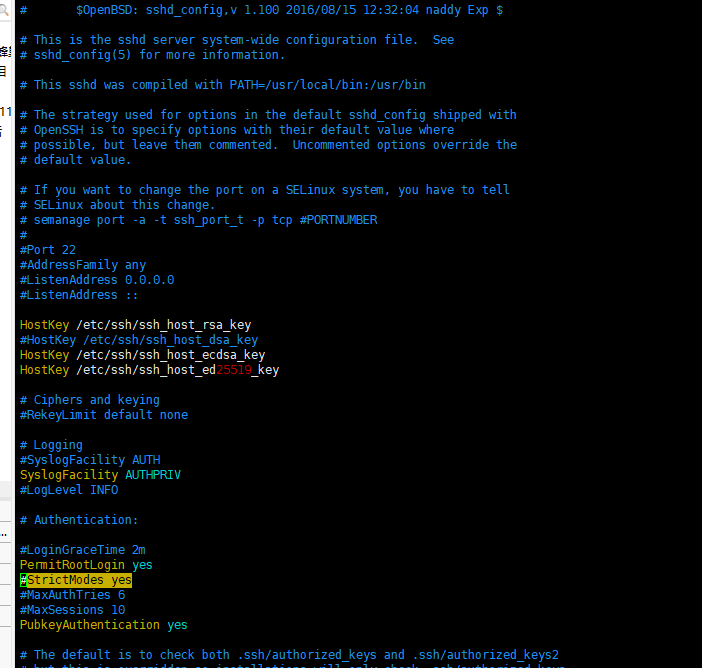 #       $OpenBSD: sshd_config,v 1.100 2016/08/15 12:32:04 naddy Exp $
# This is the sshd server system-wide configuration file.  See
# sshd_config(5) for more information.
# This sshd was compiled with PATH=/usr/local/bin:/usr/bin
# The strategy used for options in the default sshd_config shipped with
# OpenSSH is to specify options with their default value where
# possible, but leave them commented.  Uncommented options override the
# default value.
# If you want to change the port on a SELinux system, you have to tell
# SELinux about this change.
# semanage port -a -t ssh_port_t -p tcp #PORTNUMBER
#
#Port 22
#AddressFamily any
#ListenAddress 0.0.0.0
#ListenAddress ::
HostKey /etc/ssh/ssh_host_rsa_key
#HostKey /etc/ssh/ssh_host_dsa_key
HostKey /etc/ssh/ssh_host_ecdsa_key
HostKey /etc/ssh/ssh_host_ed25519_key
# Ciphers and keying
#RekeyLimit default none
# Logging
#SyslogFacility AUTH
SyslogFacility AUTHPRIV
#LogLevel INFO
# Authentication:
#LoginGraceTime 2m
PermitRootLogin yes
#StrictModes yes
#MaxAuthTries 6
#MaxSessions 10
PubkeyAuthentication yes
# The default is to check both .ssh/authorized_keys and .ssh/authorized_keys2